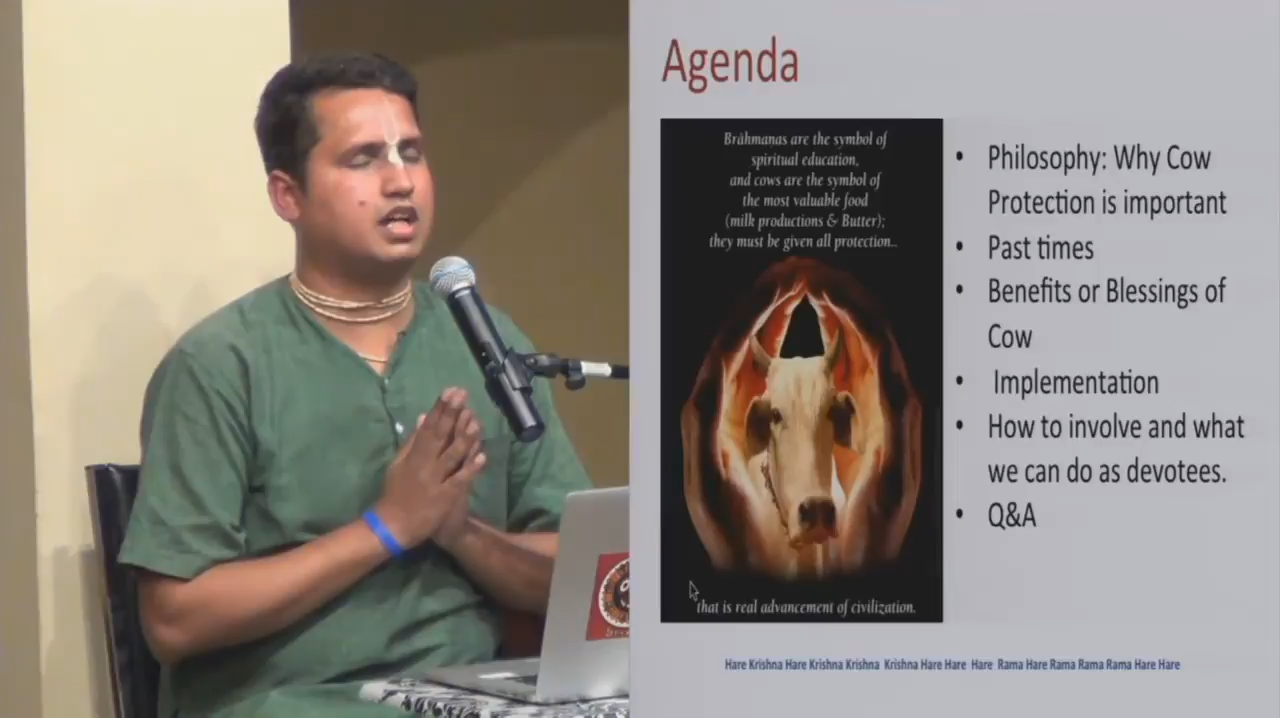 Agenda
Brāhmaṇas are the symbol of
spiritual education,
and cows are the symbol of
the most valuable food
(milk productions & Butter);
they must be given all protection..
that is real advancement of civilization.
• Philosophy: Why Cow
Protection is important
• Past times
• Benefits or Blessings of
Cow
• Implementation
• How to involve and what
we can do as devotees.
• Q&A
Hare Krishna Hare Krishna Krishna Krishna Hare Hare Hare Rama Hare Rama Rama Rama Hare Hare